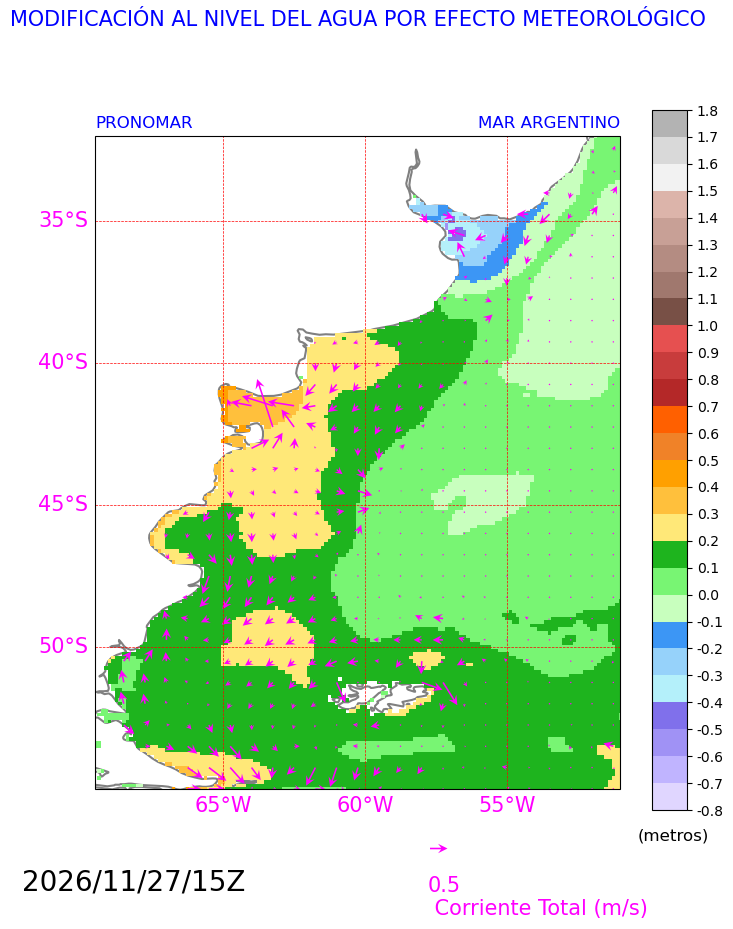 MODIFICACIÓN AL NIVEL DEL AGUA POR EFECTO METEOROLÓGICO
PRONOMAR MAR ARGENTINO
35°S
40°S
45°S
50°S
65°W 60°W 55°W
1.8
1.7
1.6
1.5
1.4
1.3
1.2
1.1
1.0
0.9
0.8
0.7
0.6
0.5
0.4
0.3
0.2
0.1
0.0
-0.1
-0.2
-0.3
-0.4
-0.5
-0.6
-0.7
-0.8
(metros)
2026/11/27/15Z
0.5
Corriente Total (m/s)